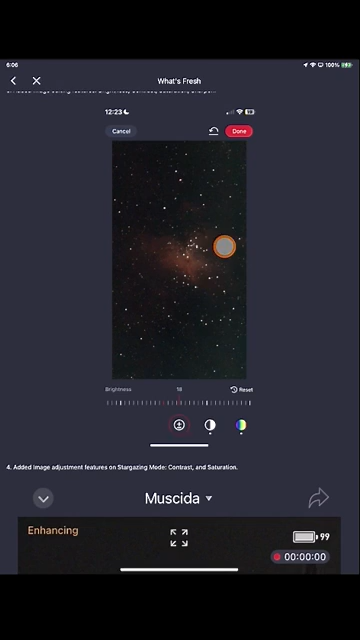 6:06
100%
What's Fresh
12:23
Cancel
Done
Brightness
18
Reset
4. Added Image adjustment features on Stargazing Mode: Contrast, and Saturation.
Muscida
Enhancing
99
00:00:00